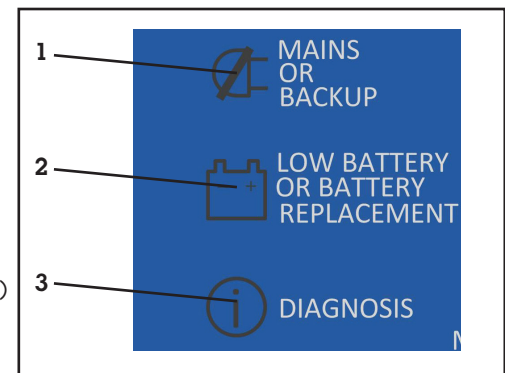 1
MAINS
OR
BACKUP
2
LOW BATTERY
OR BATTERY
REPLACEMENT
+
3
i
DIAGNOSIS